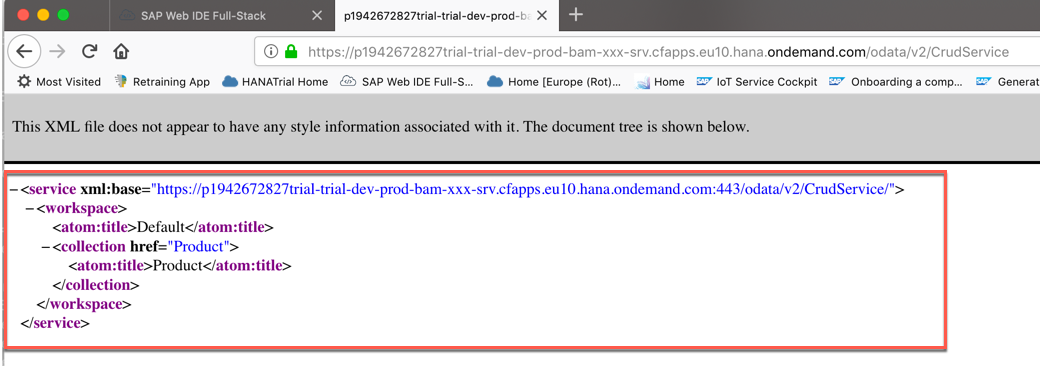 SAP Web IDE Full-Stack
p1942672827trial-trial-dev-prod-ba
https://p1942672827trial-trial-dev-prod-bam-xxx-srv.cfapps.eu10.hana.ondemand.com/odata/v2/CrudService
Most Visited Retraining App HANATrial Home SAP Web IDE Full-S... Home [Europe (Rot)... Home SAP IoT Service Cockpit SAP Onboarding a comp... SAP Generat
This XML file does not appear to have any style information associated with it. The document tree is shown below.
−<service xml:base="https://p1942672827trial-trial-dev-prod-bam-xxx-srv.cfapps.eu10.hana.ondemand.com:443/odata/v2/CrudService/">
−<workspace>
<atom:title>Default</atom:title>
−<collection href="Product">
<atom:title>Product</atom:title>
</collection>
</workspace>
</service>